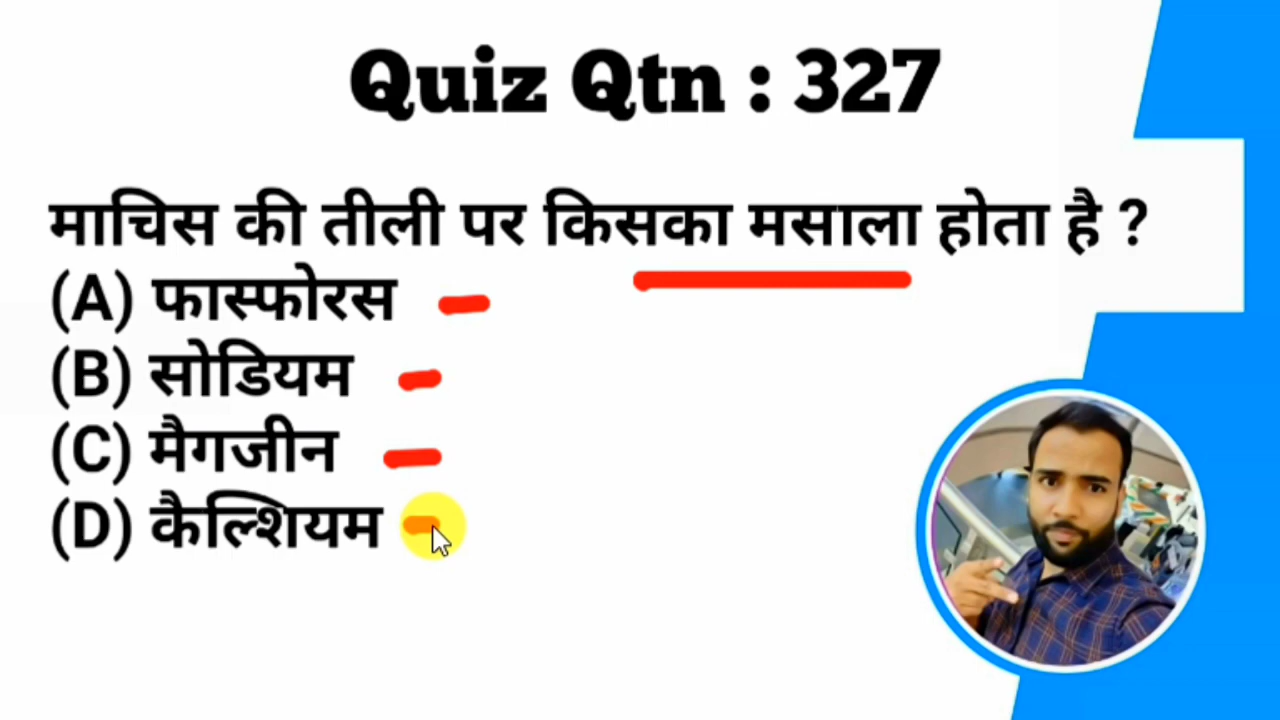 Quiz Qtn : 327
माचिस की तीली पर किसका मसाला होता है ?
(A) फास्फोरस
(B) सोडियम
(C) मैगजीन
(D) कैल्शियम